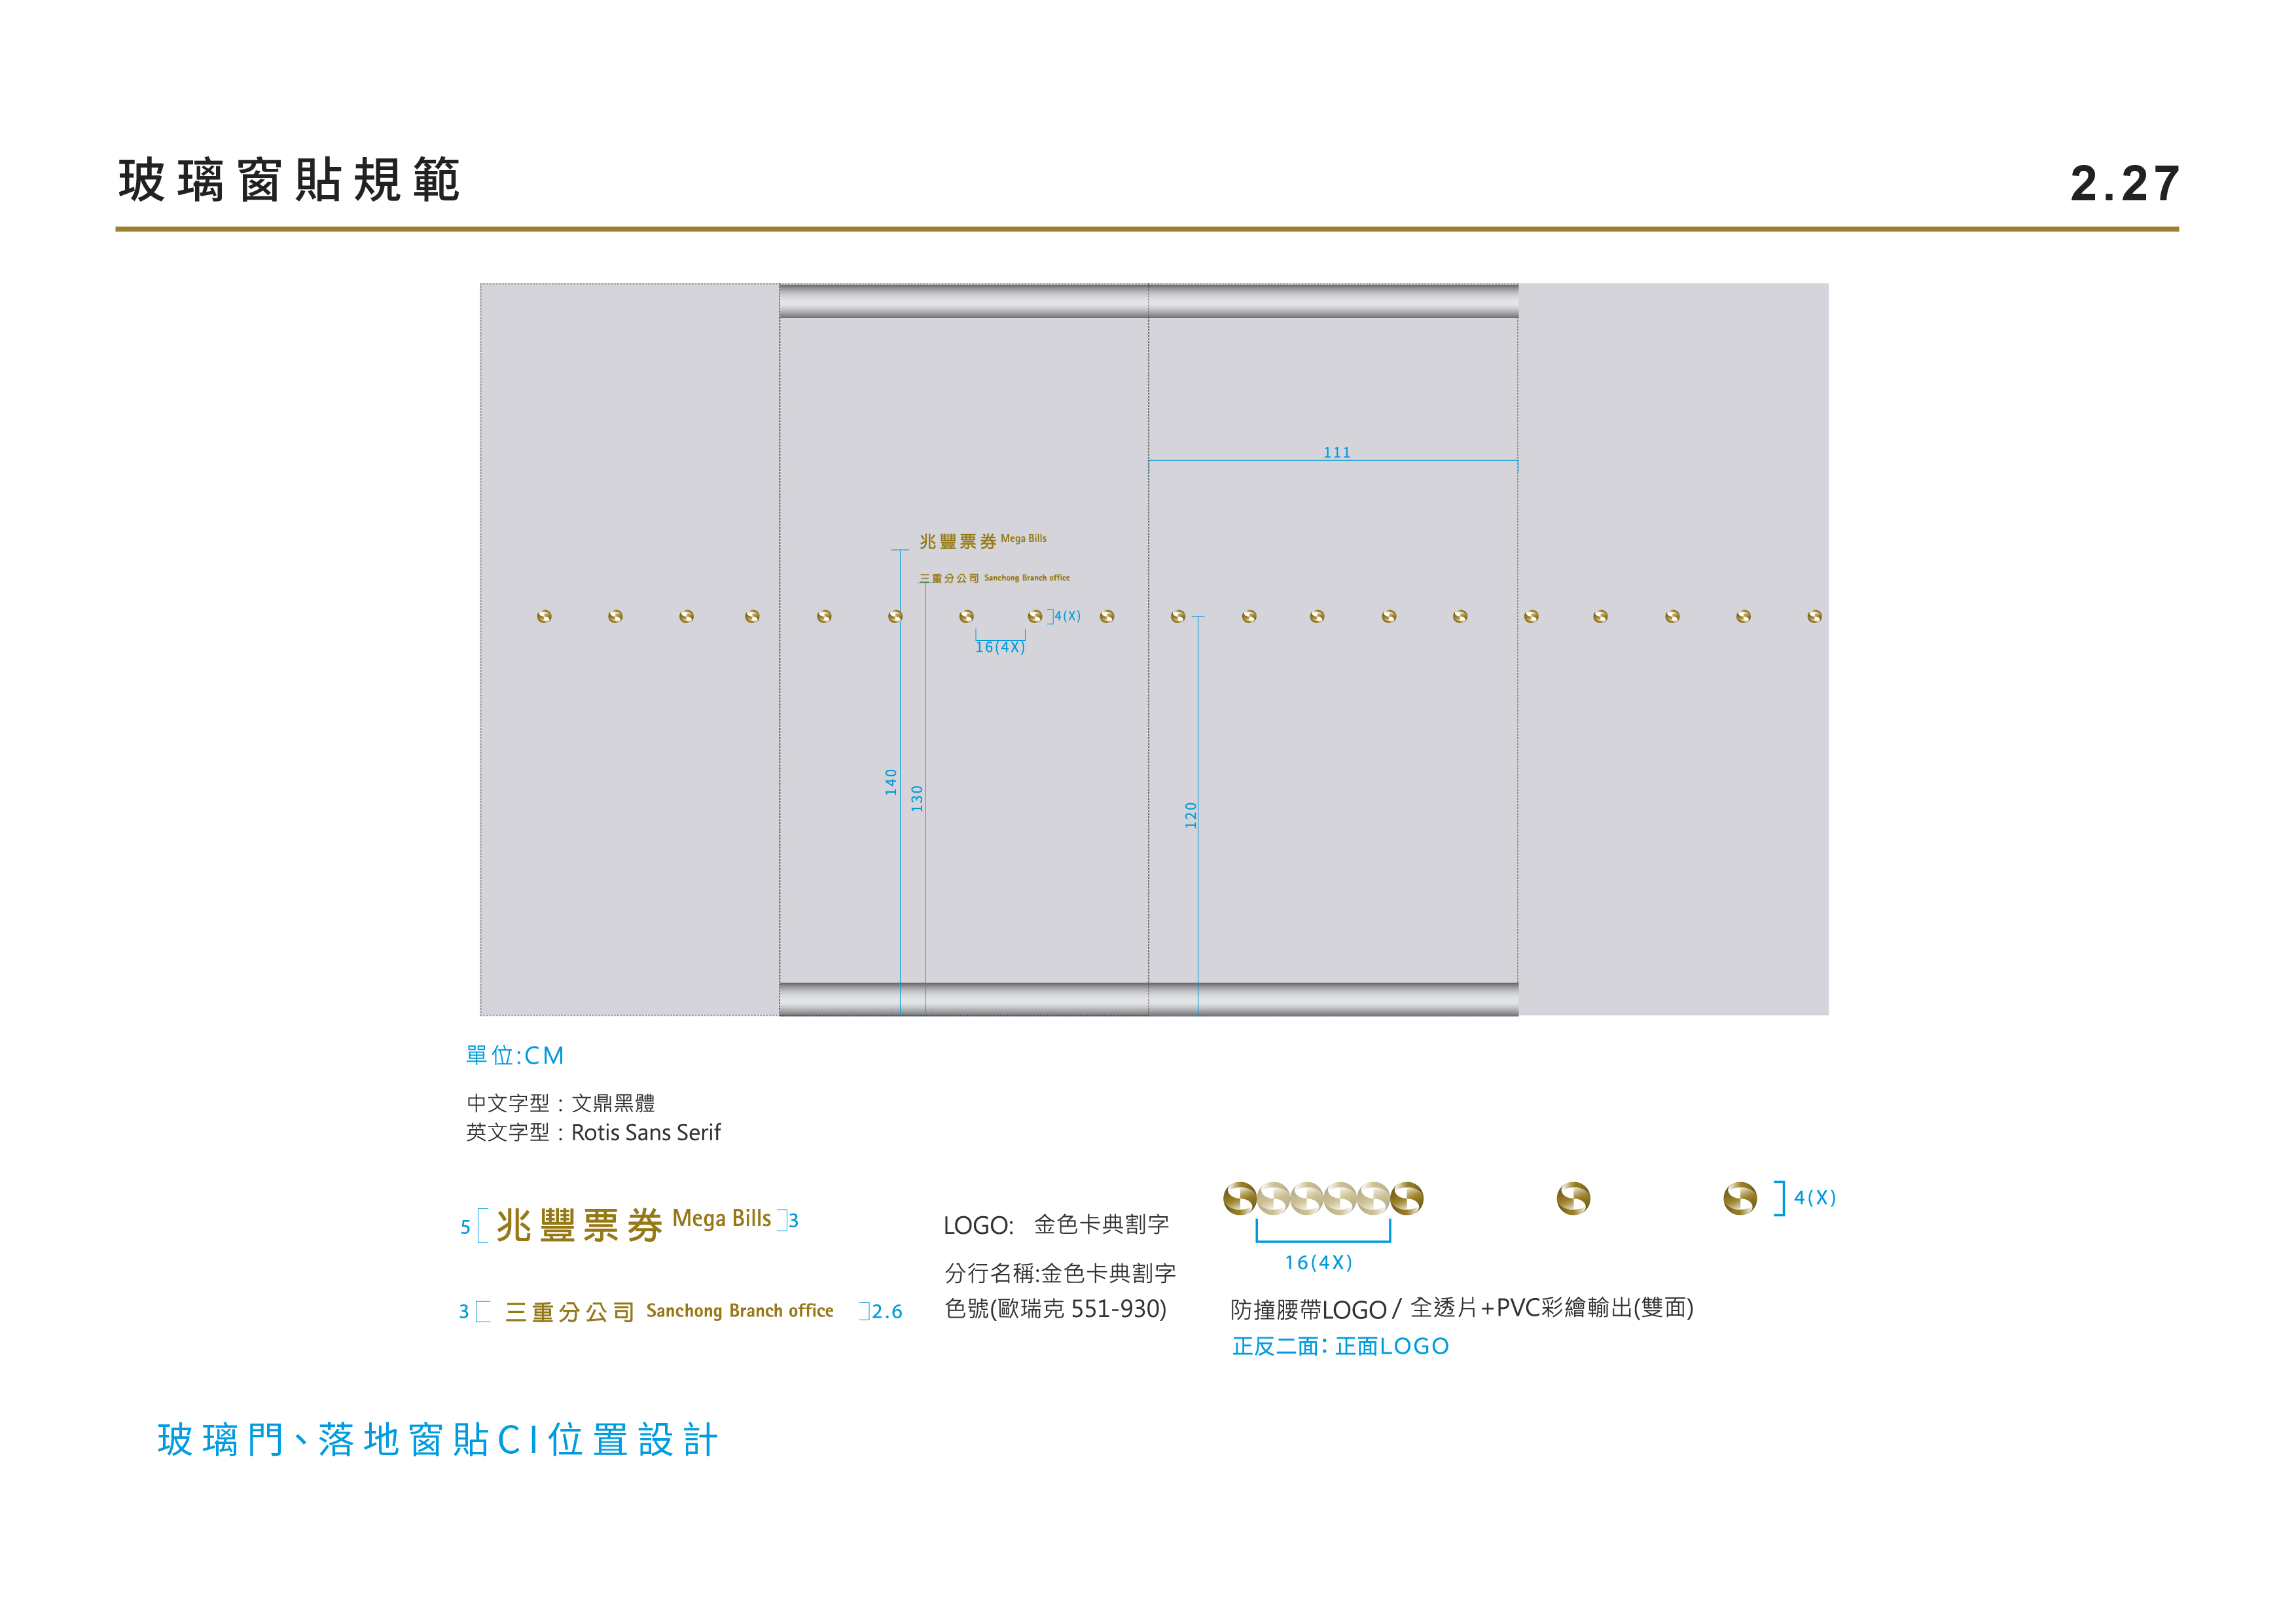 玻璃窗貼規範
2.27
111
兆豐票券 Mega Bills
三重分公司 Sanchong Branch office
4(X)
16(4X)
140
130
120
單位:CM
中文字型：文鼎黑體
英文字型：Rotis Sans Serif
5 兆豐票券 Mega Bills 3
3 三重分公司 Sanchong Branch office 2.6
LOGO: 金色卡典割字
分行名稱:金色卡典割字
色號(歐瑞克 551-930)
4(X)
16(4X)
防撞腰帶LOGO / 全透片+PVC彩繪輸出(雙面)
正反二面：正面LOGO
玻璃門、落地窗貼CI位置設計